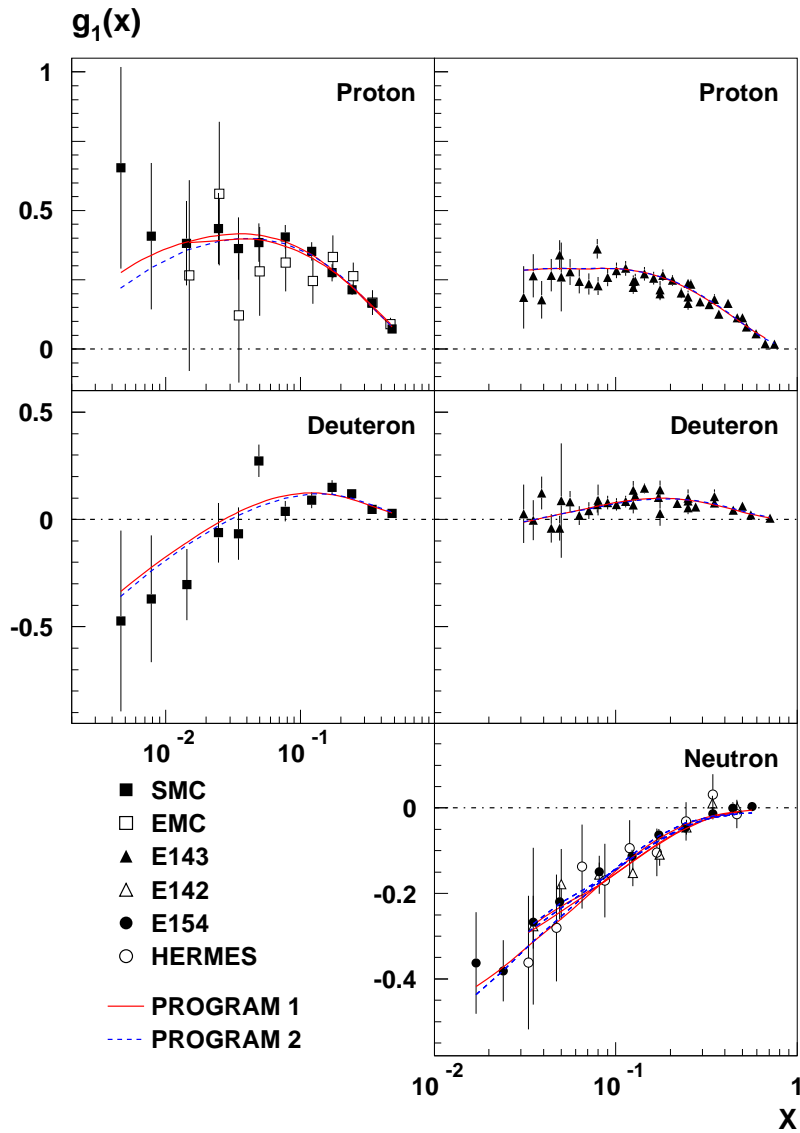 g1(x)
1
0.5
0
Proton
Proton
0.5
0
-0.5
Deuteron
Deuteron
10 -2
10 -1
SMC
EMC
E143
E142
E154
HERMES
PROGRAM 1
PROGRAM 2
Neutron
0
-0.2
-0.4
10 -2
10 -1
1
X